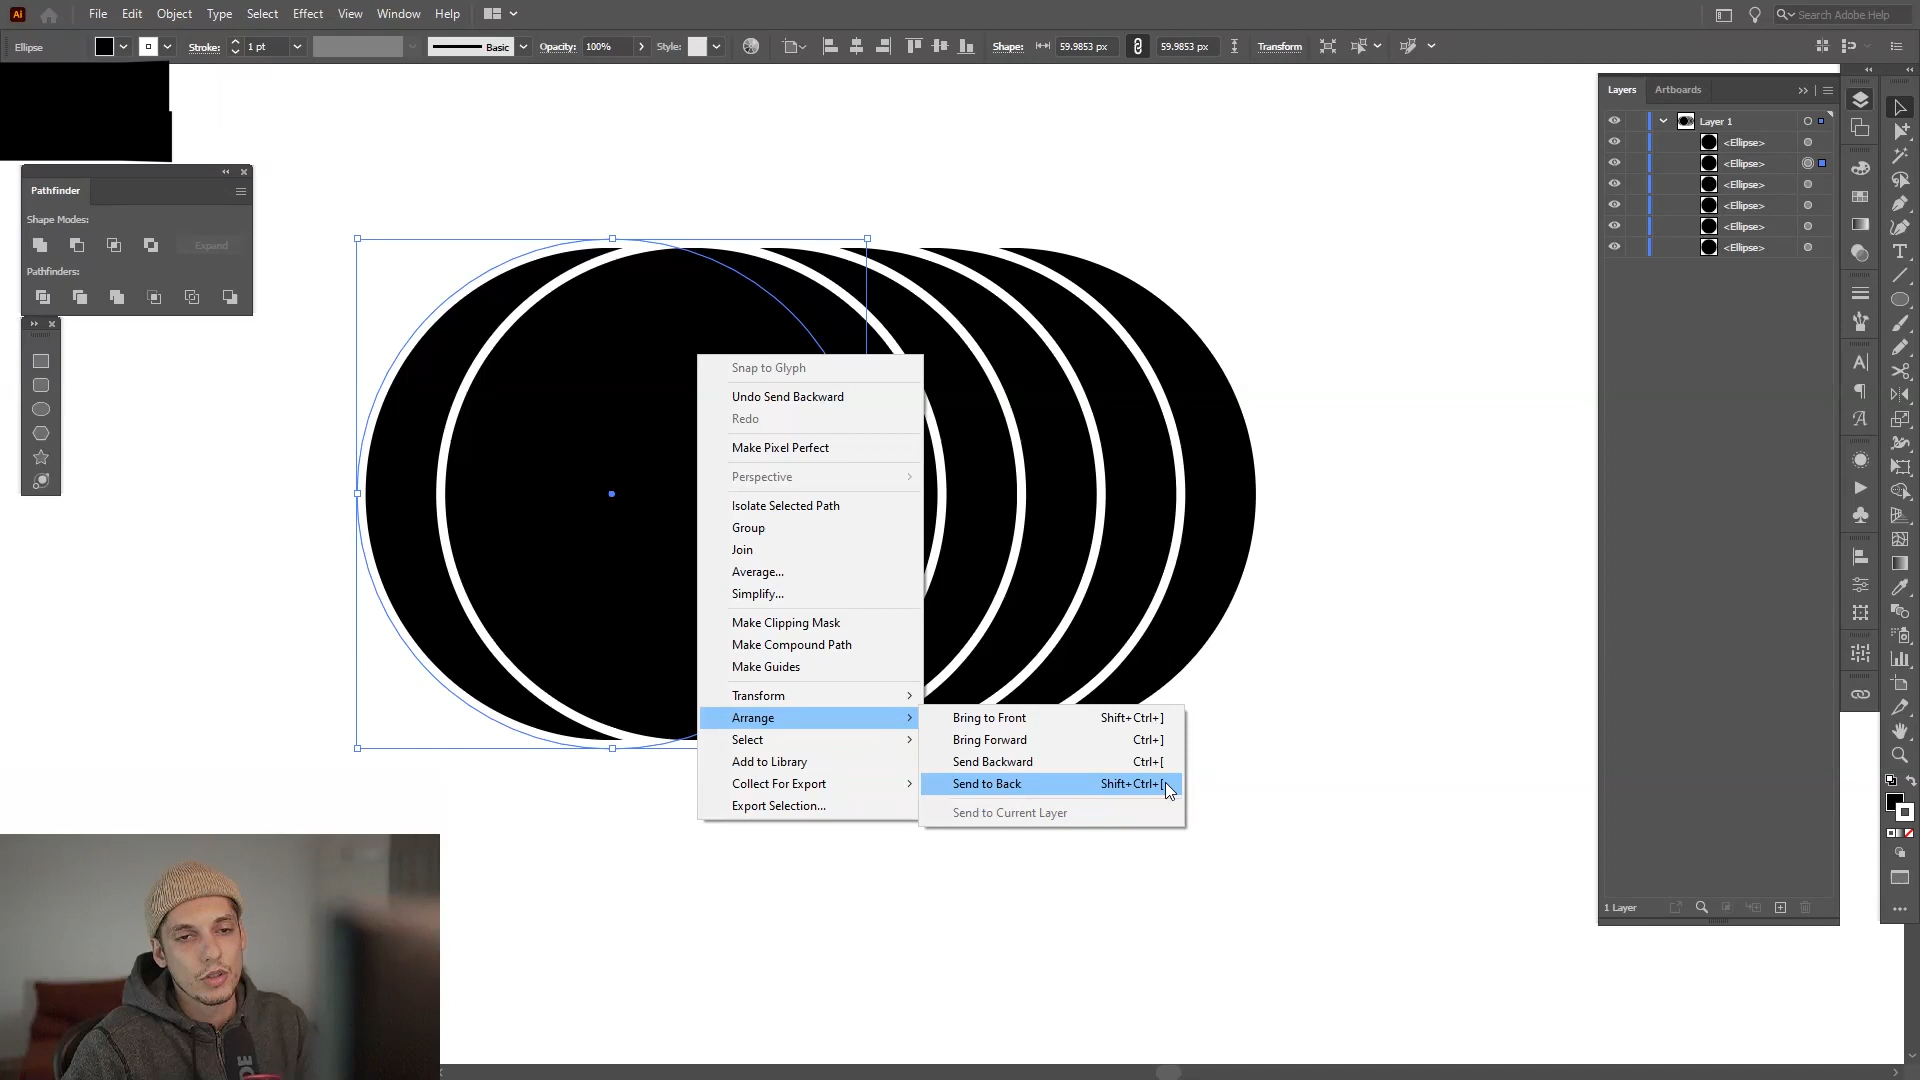 Ai File Edit Object Type Select Effect View Window Help Search Adobe Help
Ellipse Stroke: 1 pt Basic Opacity: 100% Style: Shape: 59.9853 px 59.9853 px Transform
Layers Artboards
Layer 1
<Ellipse>
<Ellipse>
<Ellipse>
<Ellipse>
<Ellipse>
<Ellipse>
1 Layer
Pathfinder
Shape Modes:
Expand
Pathfinders:
Snap to Glyph
Undo Send Backward
Redo
Make Pixel Perfect
Perspective
Isolate Selected Path
Group
Join
Average...
Simplify...
Make Clipping Mask
Make Compound Path
Make Guides
Transform
Arrange
Select
Add to Library
Collect For Export
Export Selection...
Bring to Front Shift+Ctrl+]
Bring Forward Ctrl+]
Send Backward Ctrl+[
Send to Back Shift+Ctrl+[
Send to Current Layer